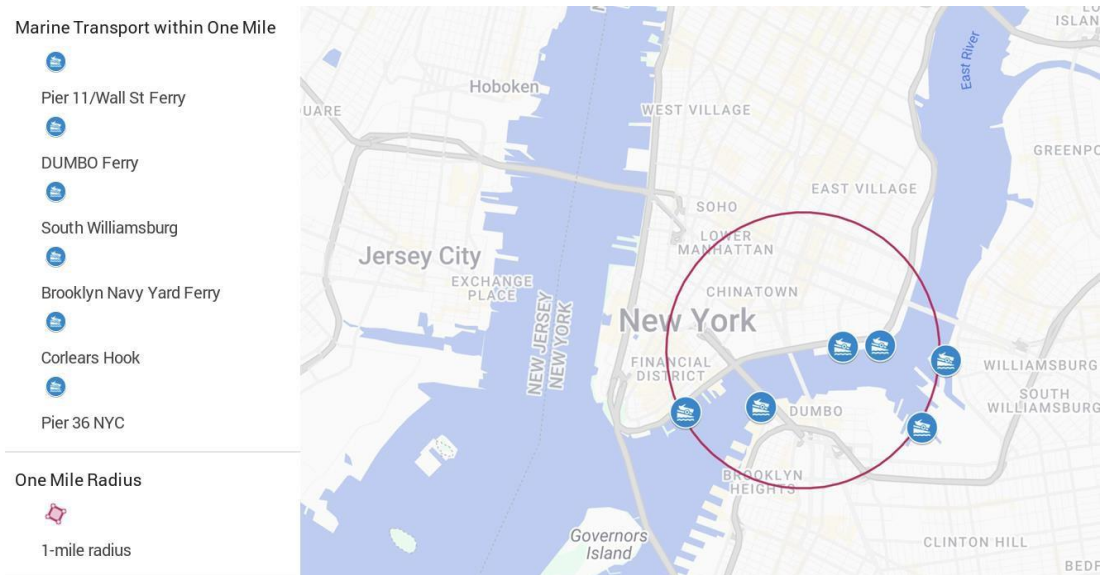 Marine Transport within One Mile
Pier 11/Wall St Ferry
DUMBO Ferry
South Williamsburg
Brooklyn Navy Yard Ferry
Corlears Hook
Pier 36 NYC
One Mile Radius
1-mile radius
East River
Hoboken
WEST VILLAGE
GREENPO
EAST VILLAGE
SOHO
LOWER
MANHATTAN
Jersey City
EXCHANGE
PLACE
CHINATOWN
New York
NEW JERSEY
NEW YORK
FINANCIAL
DISTRICT
WILLIAMSBURG
SOUTH
WILLIAMSBURG
DUMBO
BROOKLYN
HEIGHTS
Governors
Island
CLINTON HILL
BEDF
ISLAN
UARE